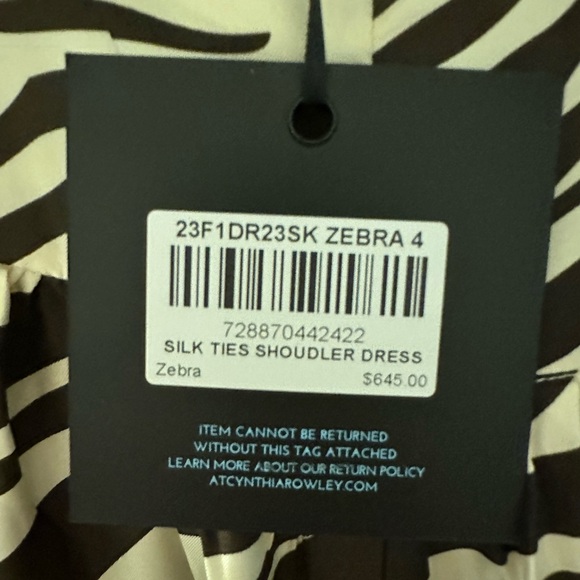 23F1DR23SK ZEBRA 4
728870442422
SILK TIES SHOUDLER DRESS
Zebra $645.00
ITEM CANNOT BE RETURNED
WITHOUT THIS TAG ATTACHED
LEARN MORE ABOUT OUR RETURN POLICY
ATCYNTHIAROWLEY.COM